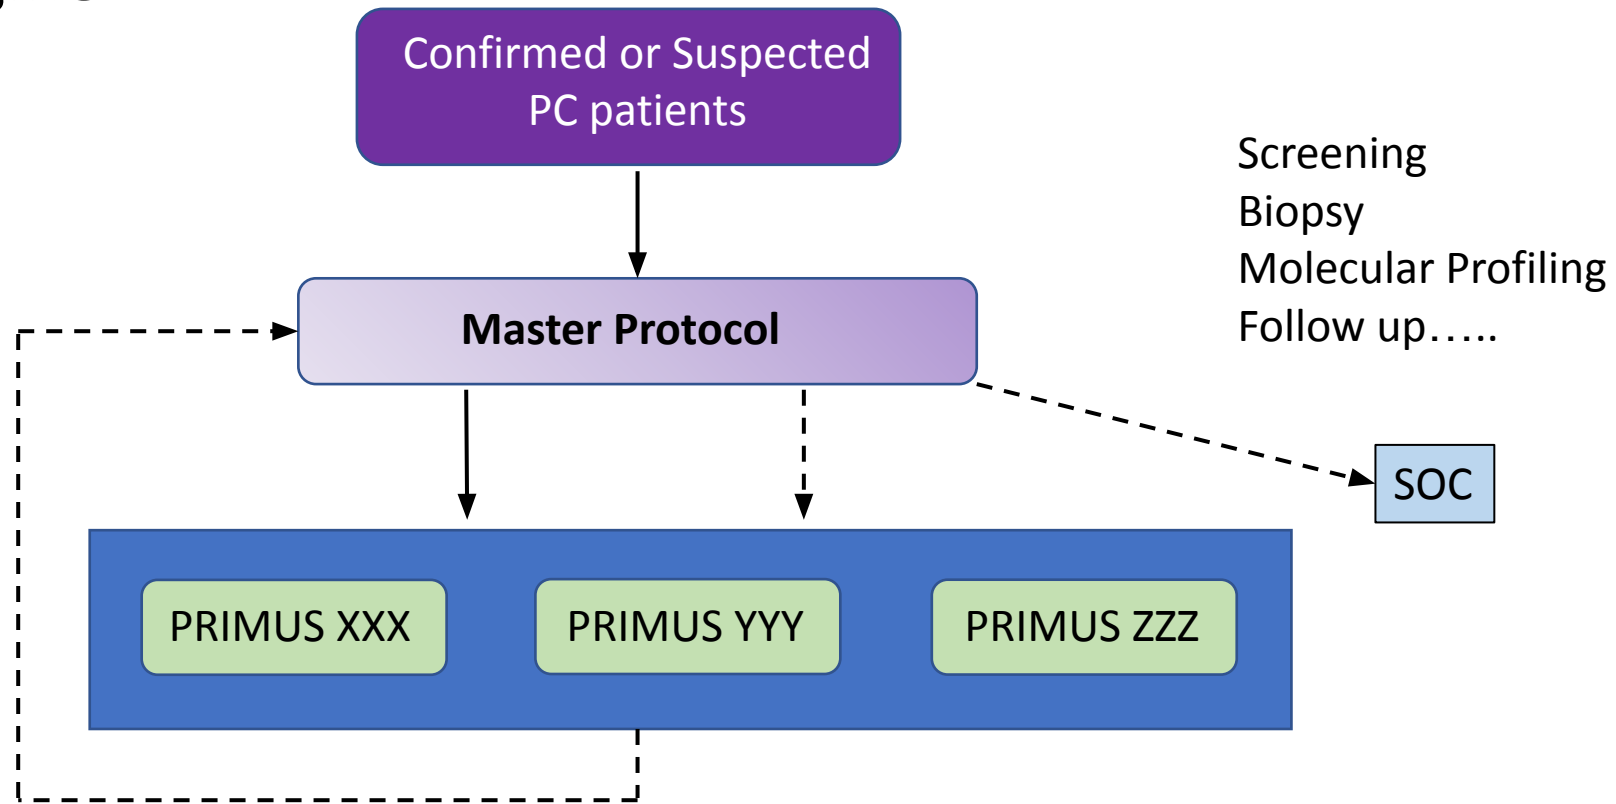 Confirmed or Suspected
PC patients
Screening
Biopsy
Molecular Profiling
Follow up…..
Master Protocol
SOC
PRIMUS XXX
PRIMUS YYY
PRIMUS ZZZ